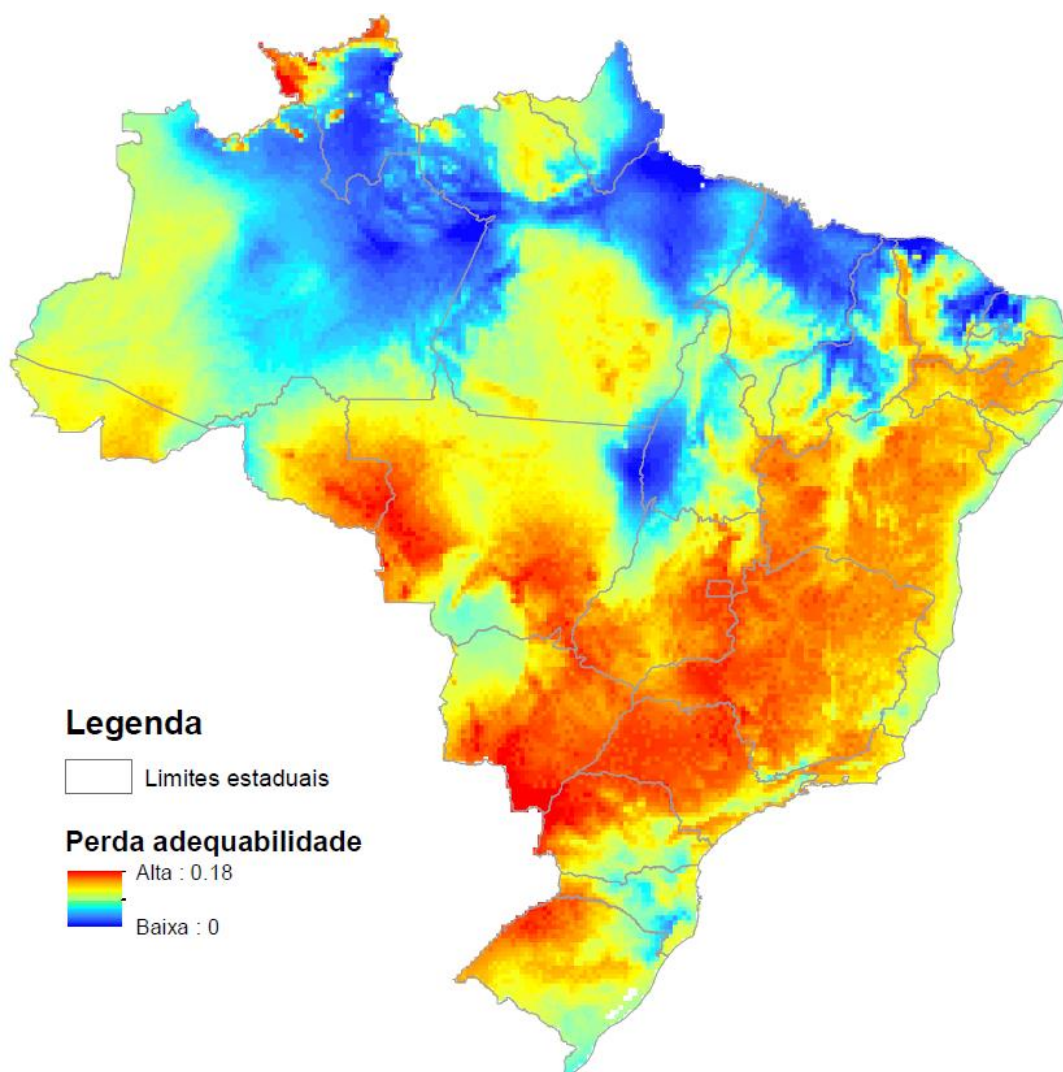 Legenda
Limites estaduais
Perda adequabilidade
Alta : 0.18
Baixa : 0